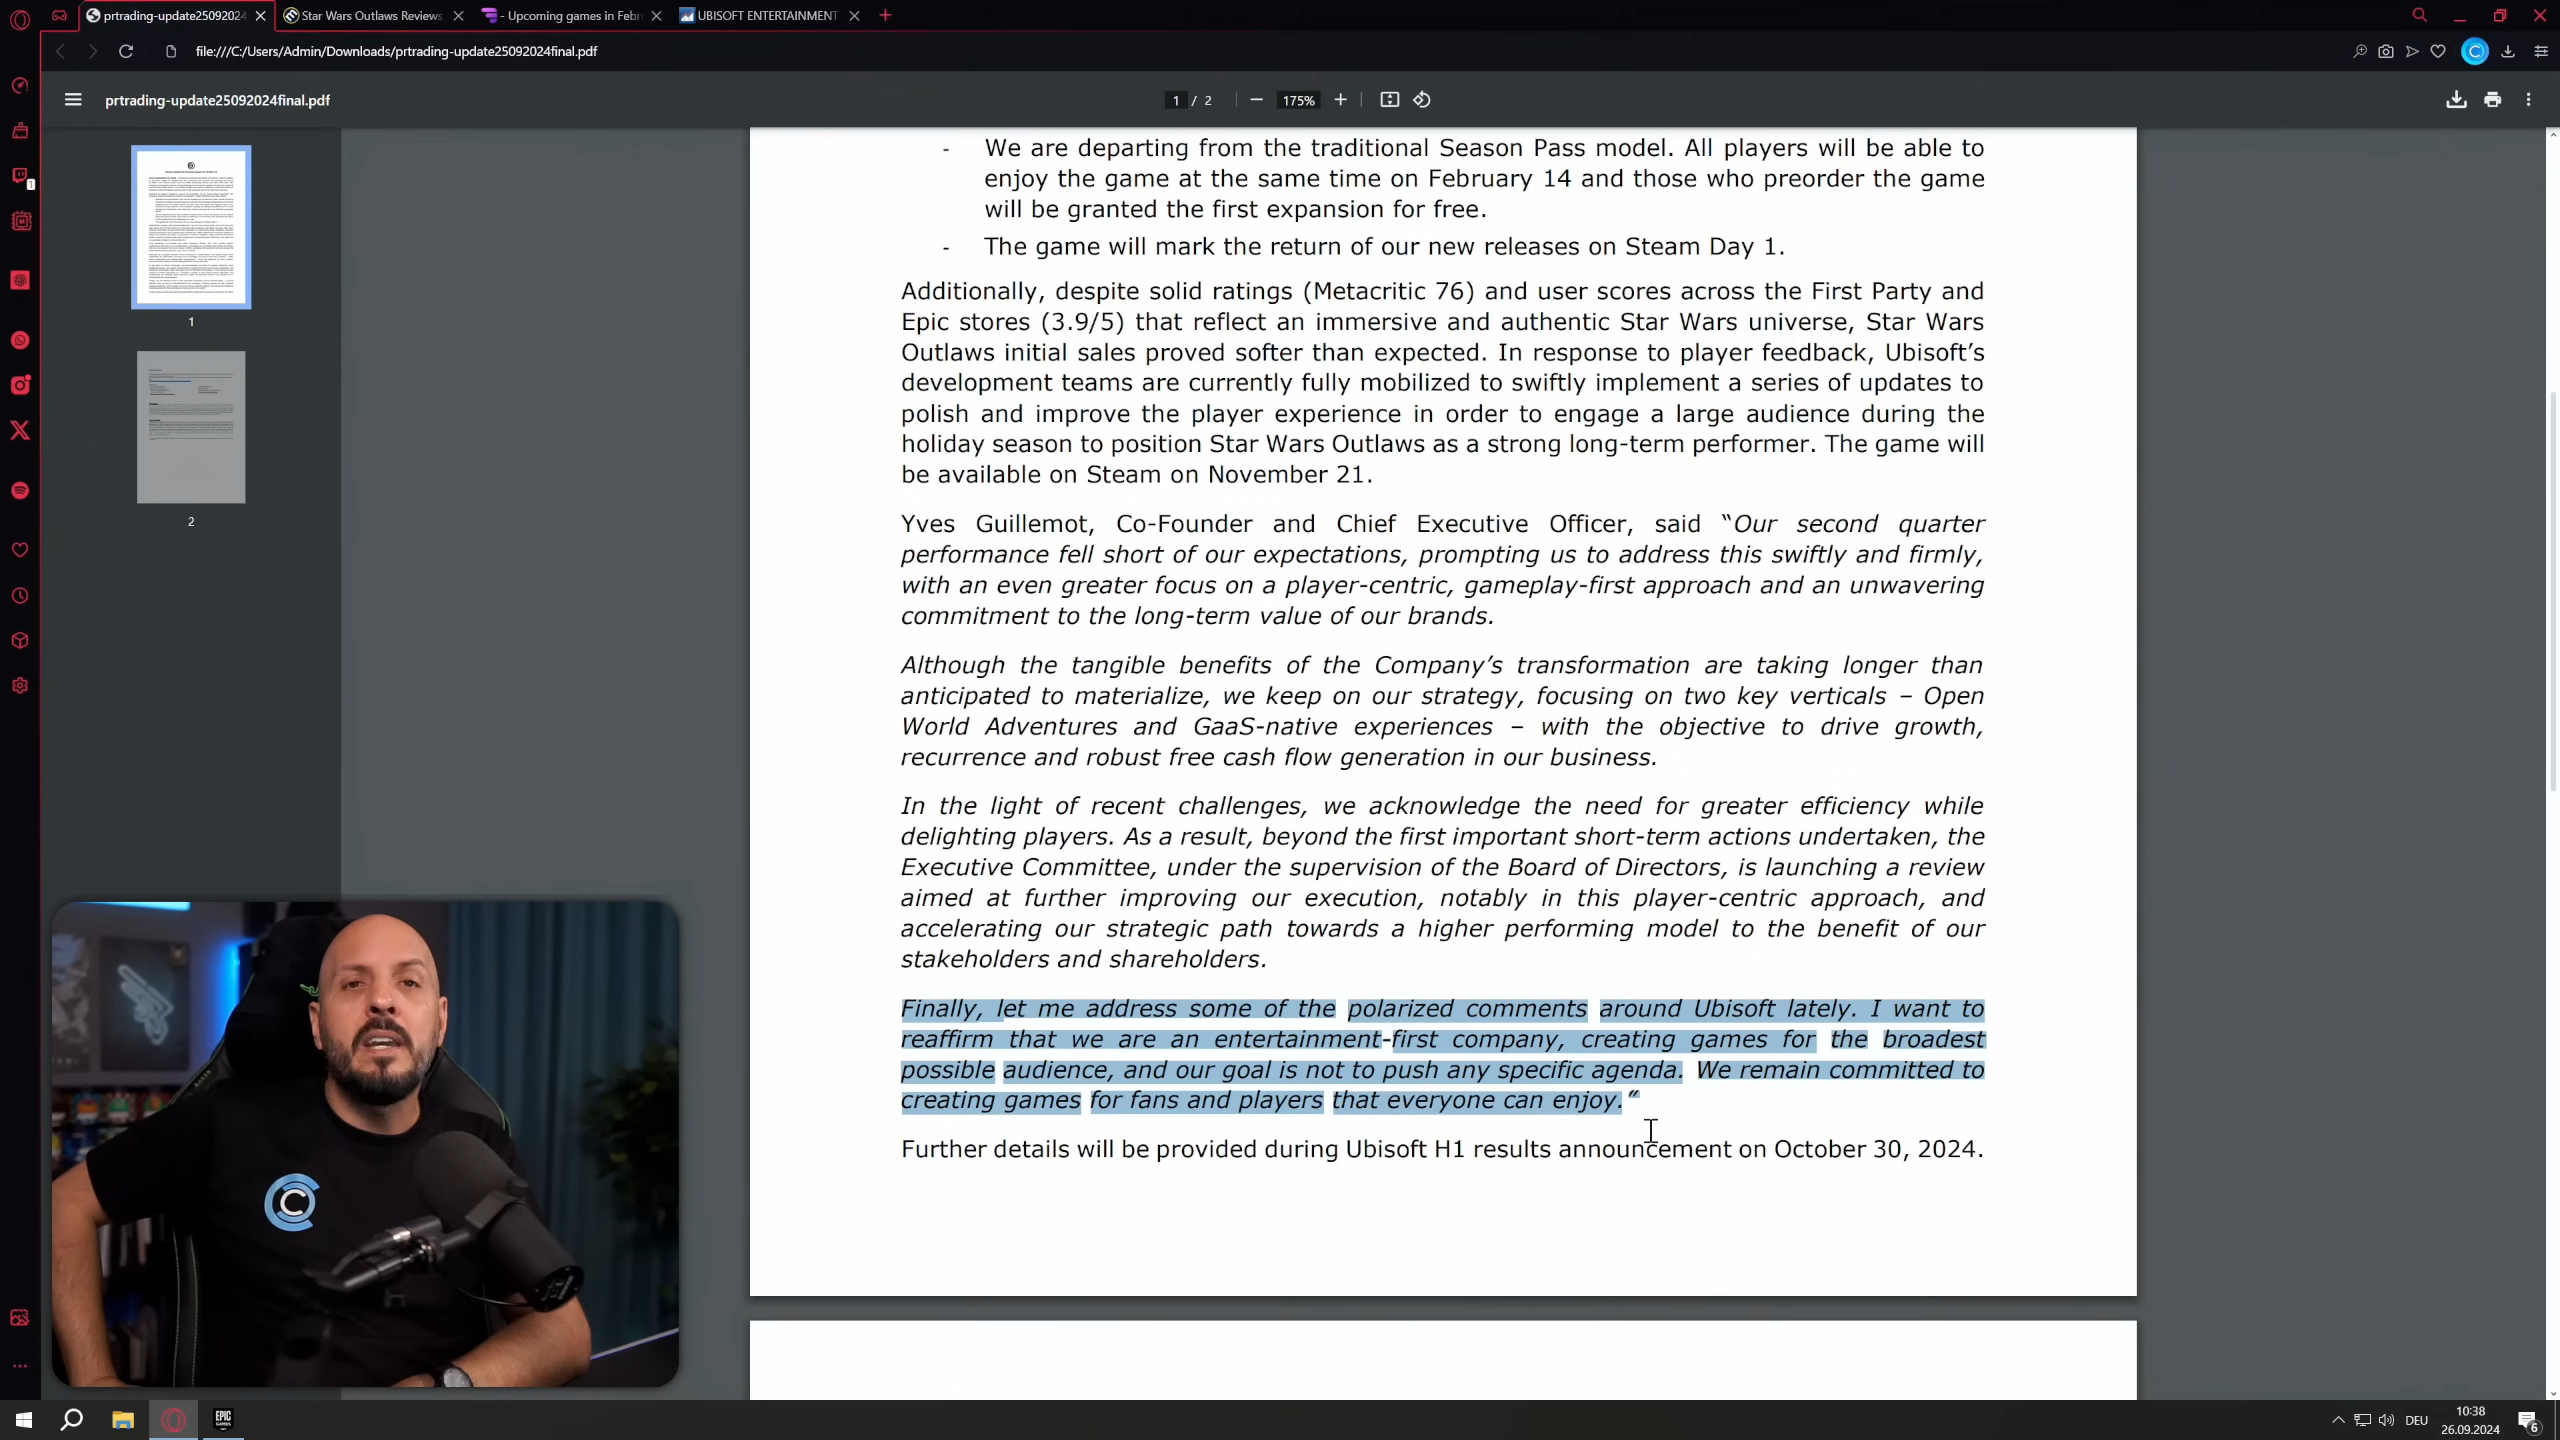 prtrading-update25092024
Star Wars Outlaws Reviews
- Upcoming games in Febr
UBISOFT ENTERTAINMENT
file:///C:/Users/Admin/Downloads/prtrading-update25092024final.pdf
prtrading-update25092024final.pdf
1 / 2
175%
1
2
- We are departing from the traditional Season Pass model. All players will be able to
enjoy the game at the same time on February 14 and those who preorder the game
will be granted the first expansion for free.
- The game will mark the return of our new releases on Steam Day 1.
Additionally, despite solid ratings (Metacritic 76) and user scores across the First Party and
Epic stores (3.9/5) that reflect an immersive and authentic Star Wars universe, Star Wars
Outlaws initial sales proved softer than expected. In response to player feedback, Ubisoft’s
development teams are currently fully mobilized to swiftly implement a series of updates to
polish and improve the player experience in order to engage a large audience during the
holiday season to position Star Wars Outlaws as a strong long-term performer. The game will
be available on Steam on November 21.
Yves Guillemot, Co-Founder and Chief Executive Officer, said “Our second quarter
performance fell short of our expectations, prompting us to address this swiftly and firmly,
with an even greater focus on a player-centric, gameplay-first approach and an unwavering
commitment to the long-term value of our brands.
Although the tangible benefits of the Company’s transformation are taking longer than
anticipated to materialize, we keep on our strategy, focusing on two key verticals – Open
World Adventures and GaaS-native experiences – with the objective to drive growth,
recurrence and robust free cash flow generation in our business.
In the light of recent challenges, we acknowledge the need for greater efficiency while
delighting players. As a result, beyond the first important short-term actions undertaken, the
Executive Committee, under the supervision of the Board of Directors, is launching a review
aimed at further improving our execution, notably in this player-centric approach, and
accelerating our strategic path towards a higher performing model to the benefit of our
stakeholders and shareholders.
Finally, let me address some of the polarized comments around Ubisoft lately. I want to
reaffirm that we are an entertainment-first company, creating games for the broadest
possible audience, and our goal is not to push any specific agenda. We remain committed to
creating games for fans and players that everyone can enjoy.“
Further details will be provided during Ubisoft H1 results announcement on October 30, 2024.
EPIC
GAMES
DEU
10:38
26.09.2024
6